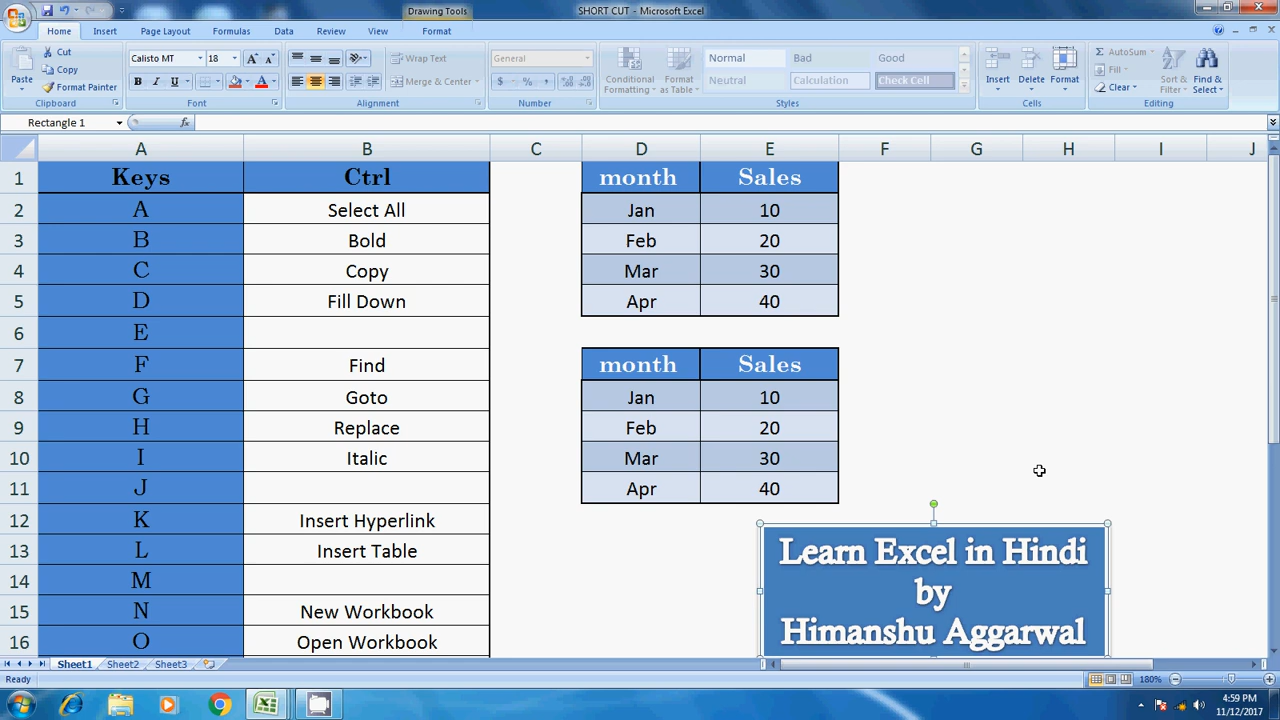 SHORT CUT - Microsoft Excel
Drawing Tools
Home Insert Page Layout Formulas Data Review View Format
Paste
Cut
Copy
Format Painter
Clipboard
Calisto MT 18
B I U
Font
Wrap Text
Merge & Center
Alignment
General
$ % ,
Number
Conditional Formatting
Format as Table
Normal Bad Good
Neutral Calculation Check Cell
Styles
Insert Delete Format
Cells
AutoSum
Fill
Clear
Sort & Filter
Find & Select
Editing
Rectangle 1 fx
A B C D E F G H I J
1 Keys Ctrl month Sales
2 A Select All Jan 10
3 B Bold Feb 20
4 C Copy Mar 30
5 D Fill Down Apr 40
6 E
7 F Find month Sales
8 G Goto Jan 10
9 H Replace Feb 20
10 I Italic Mar 30
11 J Apr 40
12 K Insert Hyperlink
13 L Insert Table
14 M
15 N New Workbook
16 O Open Workbook
Learn Excel in Hindi
by
Himanshu Aggarwal
Sheet1 Sheet2 Sheet3
Ready 180%
4:59 PM
11/12/2017